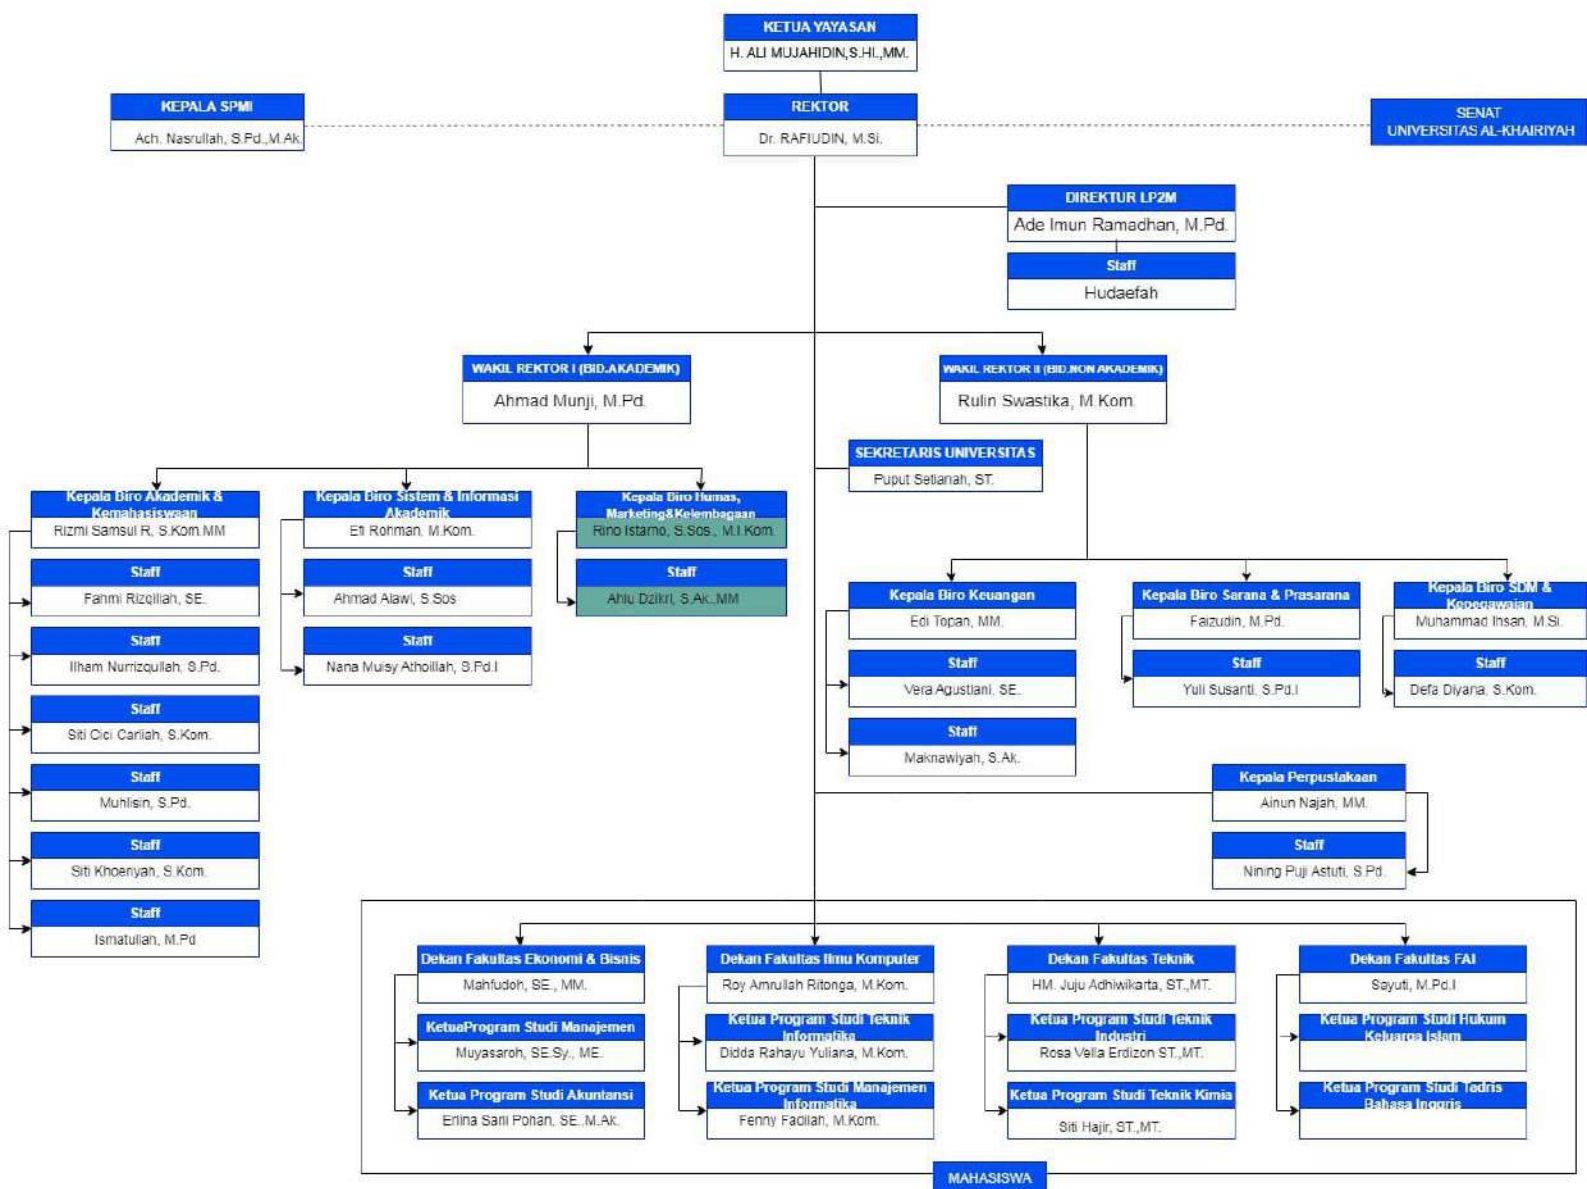 KETUA YAYASAN
H. ALI MUJAHIDIN,S.HI.,MM.
KEPALA SPMI
Ach. Nasrullah, S.Pd.,M.Ak.
REKTOR
Dr. RAFIUDIN, M.Si.
SENAT
UNIVERSITAS AL-KHAIRIYAH
DIREKTUR LP2M
Ade Imun Ramadhan, M.Pd.
Staff
Hudaefah
WAKIL REKTOR I (BID.AKADEMIK)
Ahmad Munji, M.Pd.
WAKIL REKTOR II (BID.NON AKADEMIK)
Rulin Swastika, M.Kom.
SEKRETARIS UNIVERSITAS
Puput Setianah, ST.
Kepala Biro Akademik &
Kemahasiswaan
Rizmi Samsul R, S.Kom.MM
Staff
Fahmi Rizqillah, SE.
Staff
Ilham Nurrizqullah, S.Pd.
Staff
Siti Cici Carliah, S.Kom.
Staff
Muhlisin, S.Pd.
Staff
Siti Khoeriyah, S.Kom.
Staff
Ismatullah, M.Pd
Kepala Biro Sistem & Informasi
Akademik
Efi Rohman, M.Kom.
Staff
Ahmad Alawi, S.Sos
Staff
Nana Muisy Athoillah, S.Pd.I
Kepala Biro Humas,
Marketing&Kelembagaan
Rino Istarno, S.Sos., M.I.Kom.
Staff
Ahlu Dzikri, S.Ak.,MM
Kepala Biro Keuangan
Edi Topan, MM.
Staff
Vera Agustiani, SE.
Staff
Maknawiyah, S.Ak.
Kepala Biro Sarana & Prasarana
Faizudin, M.Pd.
Staff
Yuli Susanti, S.Pd.I
Kepala Biro SDM &
Kepegawaian
Muhammad Ihsan, M.Si.
Staff
Defa Diyana, S.Kom.
Kepala Perpustakaan
Ainun Najah, MM.
Staff
Nining Puji Astuti, S.Pd.
Dekan Fakultas Ekonomi & Bisnis
Mahfudoh, SE., MM.
KetuaProgram Studi Manajemen
Muyasaroh, SE.Sy., ME.
Ketua Program Studi Akuntansi
Erlina Sarii Pohan, SE.,M.Ak.
Dekan Fakultas Ilmu Komputer
Roy Amrullah Ritonga, M.Kom.
Ketua Program Studi Teknik
Informatika
Didda Rahayu Yuliana, M.Kom.
Ketua Program Studi Manajemen
Informatika
Fenny Fadilah, M.Kom.
Dekan Fakultas Teknik
HM. Juju Adhiwikarta, ST.,MT.
Ketua Program Studi Teknik
Industri
Rosa Vella Erdizon ST.,MT.
Ketua Program Studi Teknik Kimia
Siti Hajir, ST.,MT.
Dekan Fakultas FAI
Sayuti, M.Pd.I
Ketua Program Studi Hukum
Keluarga Islam
Ketua Program Studi Tadris
Bahasa Inggris
MAHASISWA